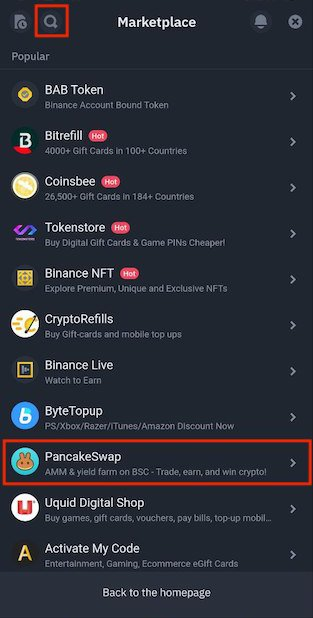 Marketplace
Popular
BAB Token
Binance Account Bound Token
Bitrefill Hot
4000+ Gift Cards in 100+ Countries
Coinsbee Hot
26,500+ Gift Cards in 184+ Countries
Tokenstore Hot
TOKENSTORE
Buy Digital Gift Cards & Game PINs Cheaper!
Binance NFT Hot
Explore Premium, Unique and Exclusive NFTs
CryptoRefills
Buy Gift-cards and mobile top ups
Binance Live
Watch to Earn
ByteTopup
PS/Xbox/Razer/iTunes/Amazon Discount Now
PancakeSwap
AMM & yield farm on BSC - Trade, earn, and win crypto!
Uquid Digital Shop
Buy games, gift cards, vouchers, pay bills, top-up mobil...
Activate My Code
Entertainment, Gaming, Ecommerce eGift Cards
Back to the homepage